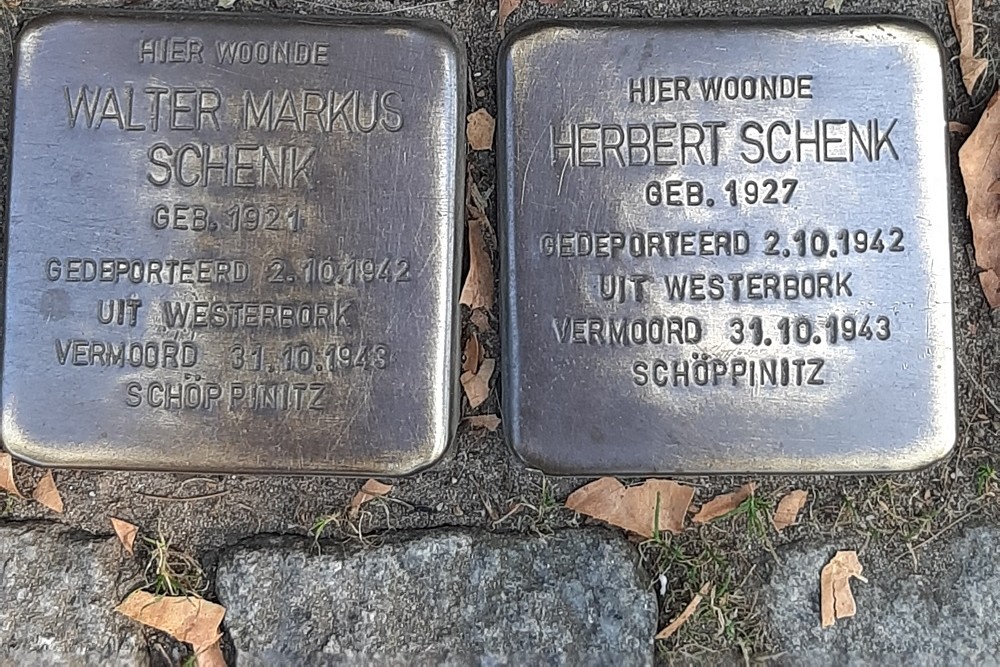 HIER WOONDE
WALTER MARKUS
SCHENK
GEB. 1921
GEDEPORTEERD 2.10.1942
UIT WESTERBORK
VERMOORD 31.10.1943
SCHÖPPINITZ
HIER WOONDE
HERBERT SCHENK
GEB. 1927
GEDEPORTEERD 2.10.1942
UIT WESTERBORK
VERMOORD 31.10.1943
SCHÖPPINITZ